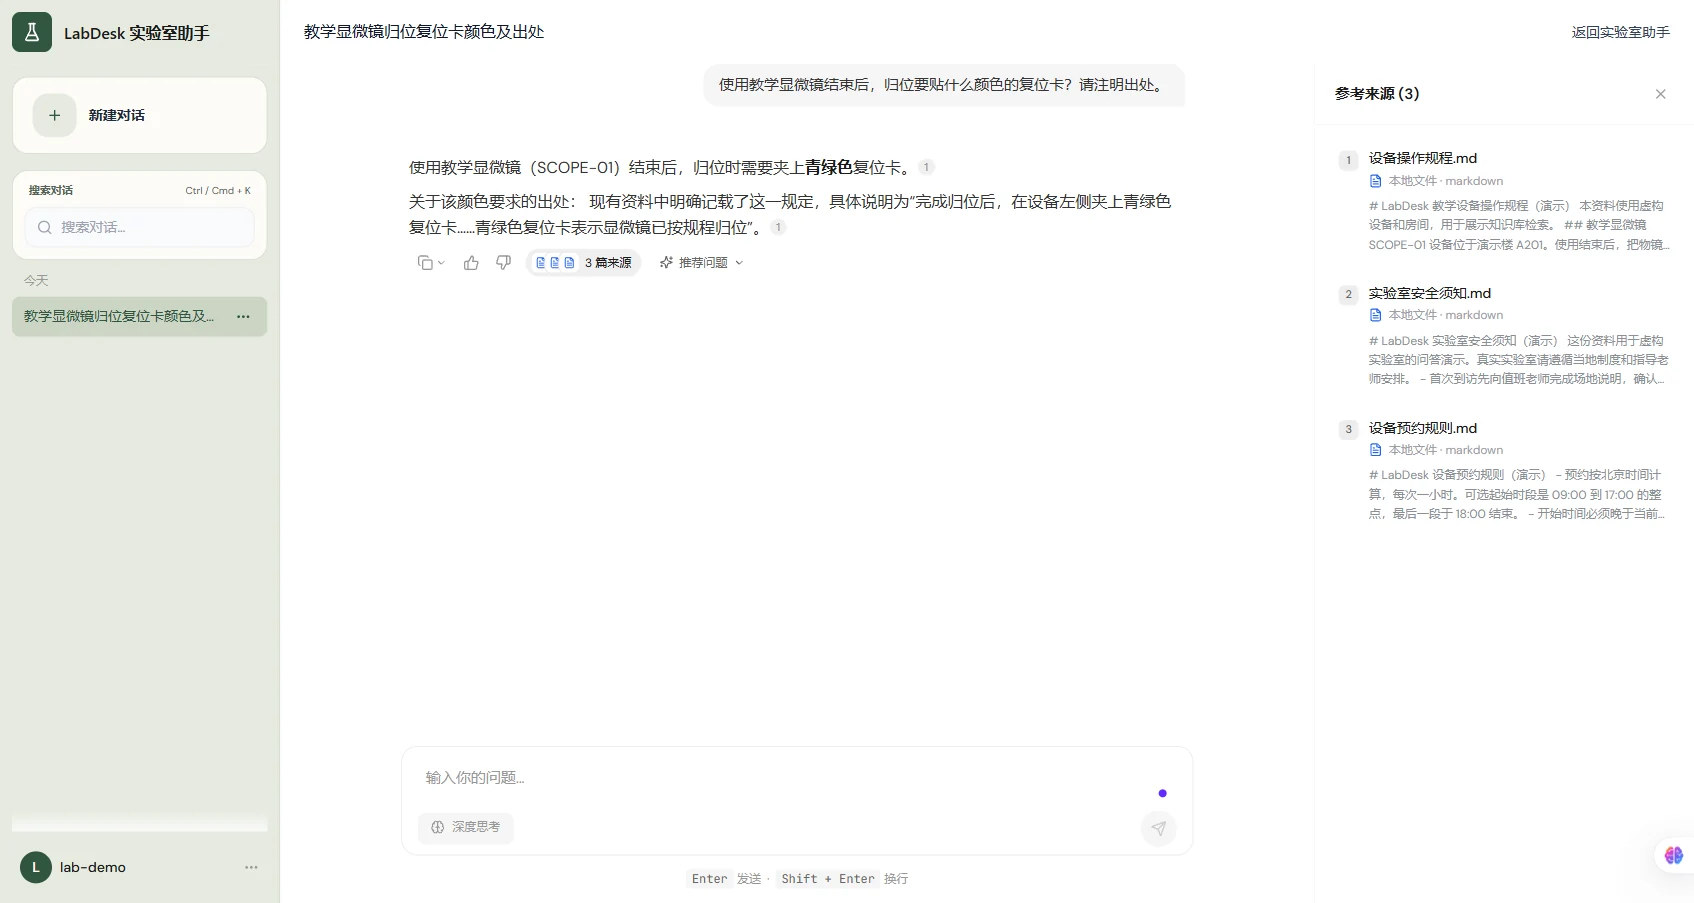 LabDesk 实验室助手
新建对话
搜索对话
Ctrl / Cmd + K
搜索对话...
今天
教学显微镜归位复位卡颜色及...
L
lab-demo
教学显微镜归位复位卡颜色及出处
返回实验室助手
使用教学显微镜结束后，归位要贴什么颜色的复位卡？请注明出处。
使用教学显微镜（SCOPE-01）结束后，归位时需要夹上青绿色复位卡。 1
关于该颜色要求的出处： 现有资料中明确记载了这一规定，具体说明为“完成归位后，在设备左侧夹上青绿色
复位卡……青绿色复位卡表示显微镜已按规程归位”。 1
3 篇来源
推荐问题
输入你的问题...
深度思考
Enter 发送 · Shift + Enter 换行
参考来源 (3)
1
设备操作规程.md
本地文件 · markdown
# LabDesk 教学设备操作规程（演示） 本资料使用虚构
设备和房间，用于展示知识库检索。 ## 教学显微镜
SCOPE-01 设备位于演示楼 A201。使用结束后，把物镜...
2
实验室安全须知.md
本地文件 · markdown
# LabDesk 实验室安全须知（演示） 这份资料用于虚构
实验室的问答演示。真实实验室请遵循当地制度和指导老
师安排。 - 首次到访先向值班老师完成场地说明，确认...
3
设备预约规则.md
本地文件 · markdown
# LabDesk 设备预约规则（演示） - 预约按北京时间计
算，每次一小时。可选起始时段是 09:00 到 17:00 的整
点，最后一段于 18:00 结束。 - 开始时间必须晚于当前...